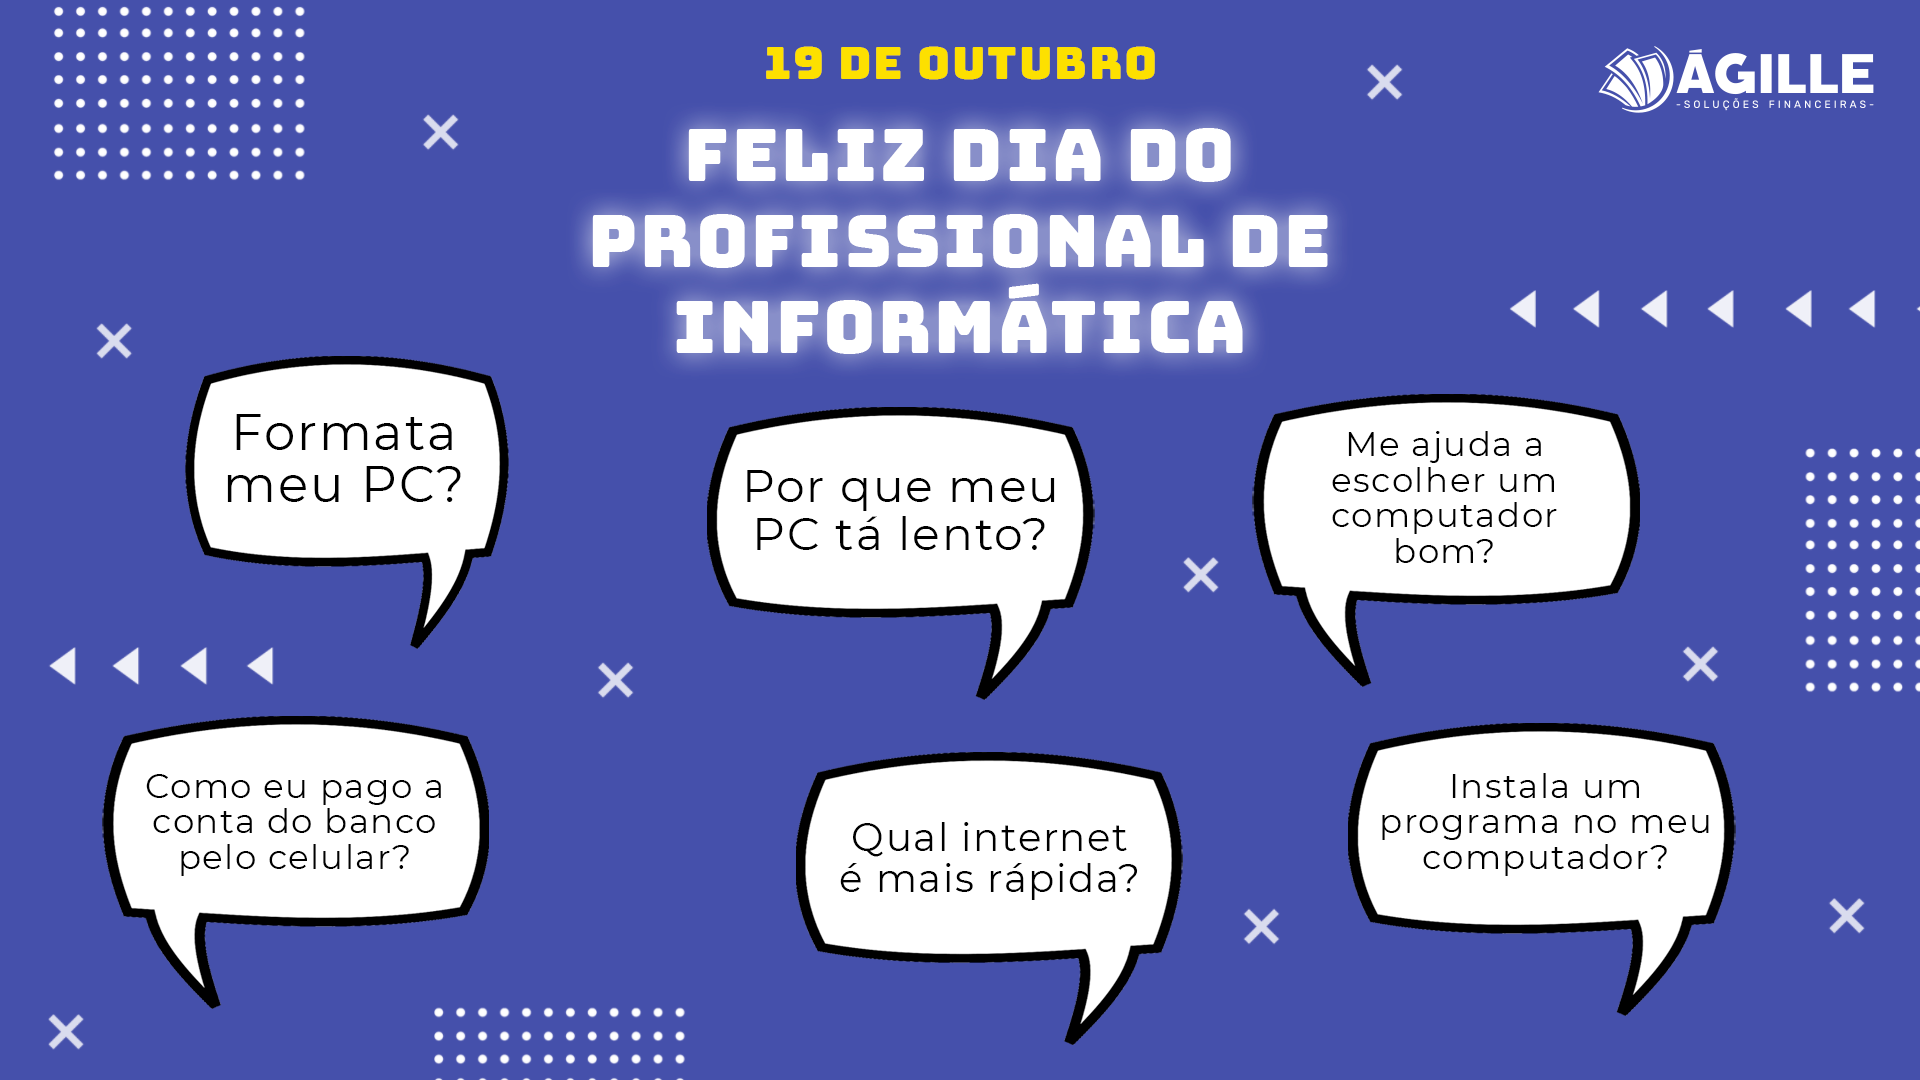 19 DE OUTUBRO
ÁGILLE
-SOLUÇÕES FINANCEIRAS-
FELIZ DIA DO
PROFISSIONAL DE
INFORMÁTICA
Formata
meu PC?
Por que meu
PC tá lento?
Me ajuda a
escolher um
computador
bom?
Como eu pago a
conta do banco
pelo celular?
Qual internet
é mais rápida?
Instala um
programa no meu
computador?